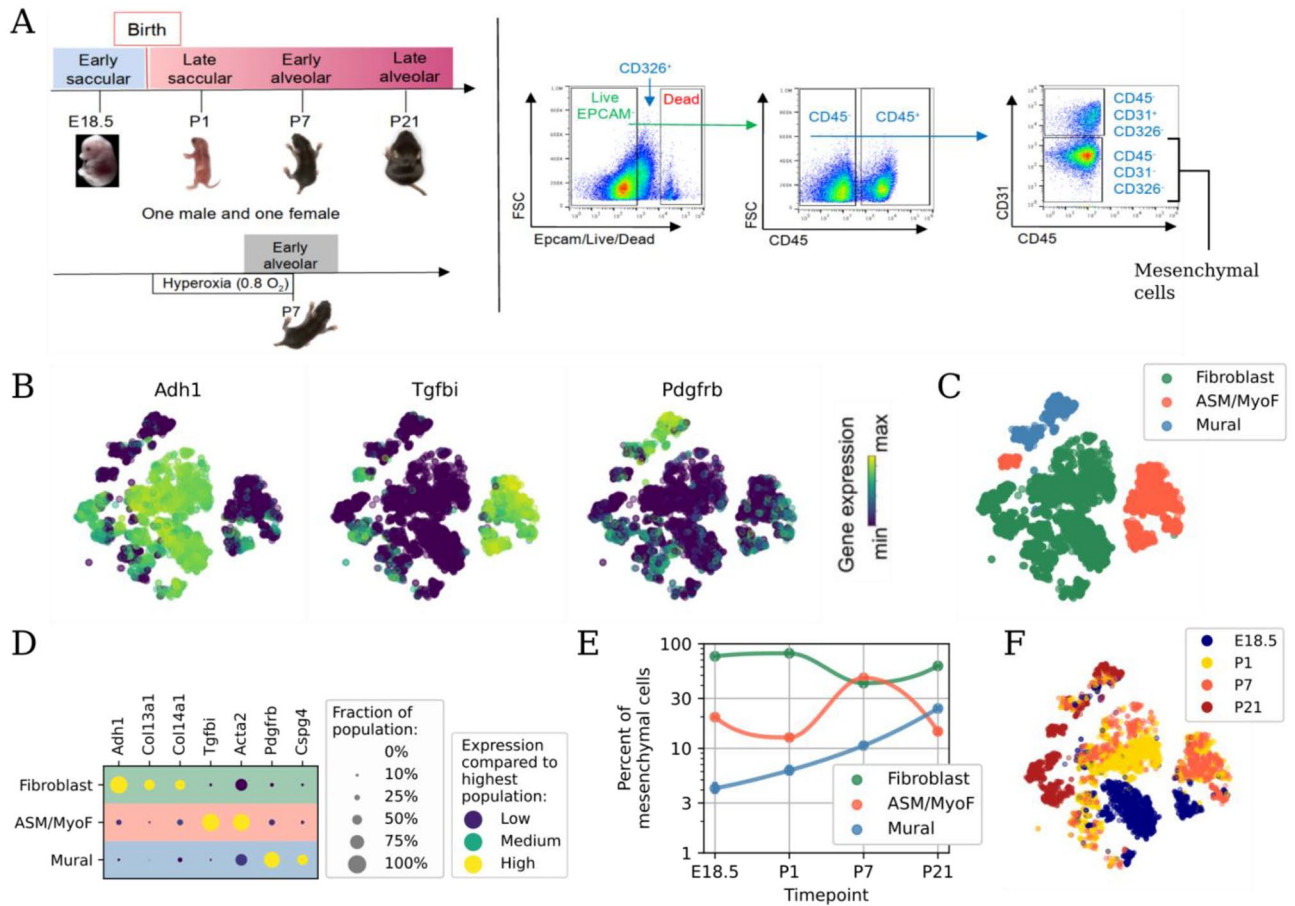 A
Birth
Early
saccular
Late
saccular
Early
alveolar
Late
alveolar
E18.5
P1
P7
P21
One male and one female
Early
alveolar
Hyperoxia (0.8 O₂)
P7
CD326⁺
Live
EPCAM⁻
Dead
FSC
Epcam/Live/Dead
CD45⁻
CD45⁺
FSC
CD45
CD45⁻
CD31⁺
CD326⁻
CD45⁻
CD31⁻
CD326⁻
CD31
CD45
Mesenchymal
cells
B
Adh1
Tgfbi
Pdgfrb
Gene expression
min
max
C
Fibroblast
ASM/MyoF
Mural
D
Adh1
Col13a1
Col14a1
Tgfbi
Acta2
Pdgfrb
Cspg4
Fibroblast
ASM/MyoF
Mural
Fraction of
population:
0%
10%
25%
50%
75%
100%
Expression
compared to
highest
population:
Low
Medium
High
E
Percent of
mesenchymal cells
100
30
10
3
1
E18.5
P1
P7
P21
Timepoint
Fibroblast
ASM/MyoF
Mural
F
E18.5
P1
P7
P21